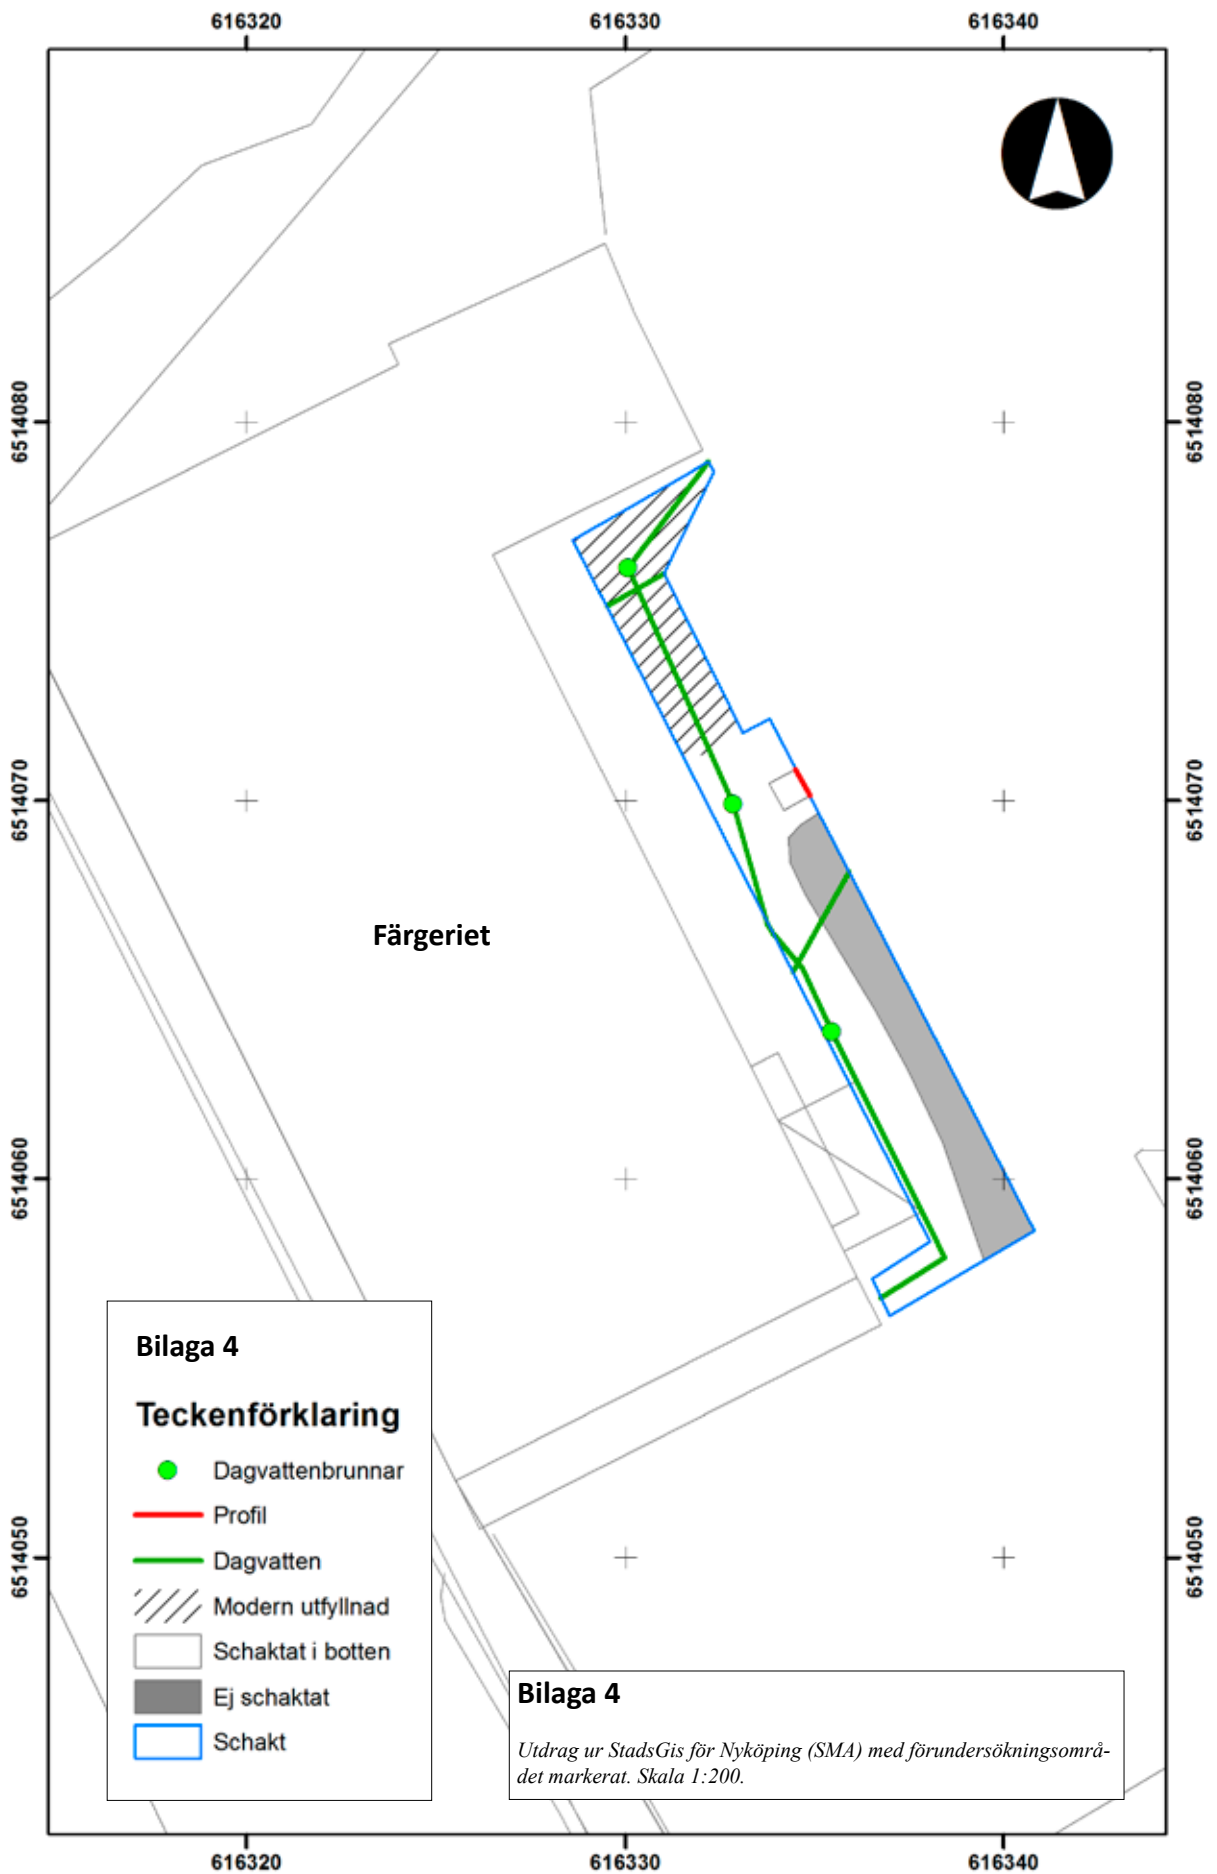 616320 616330 616340
6514080 6514080
6514070 6514070
Färgeriet
6514060 6514060
Bilaga 4
Teckenförklaring
Dagvattenbrunnar
Profil
Dagvatten
Modern utfyllnad
Schaktat i botten
Ej schaktat
Schakt
6514050 6514050
Bilaga 4
Utdrag ur StadsGis för Nyköping (SMA) med förundersökningsområ-
det markerat. Skala 1:200.
616320 616330 616340